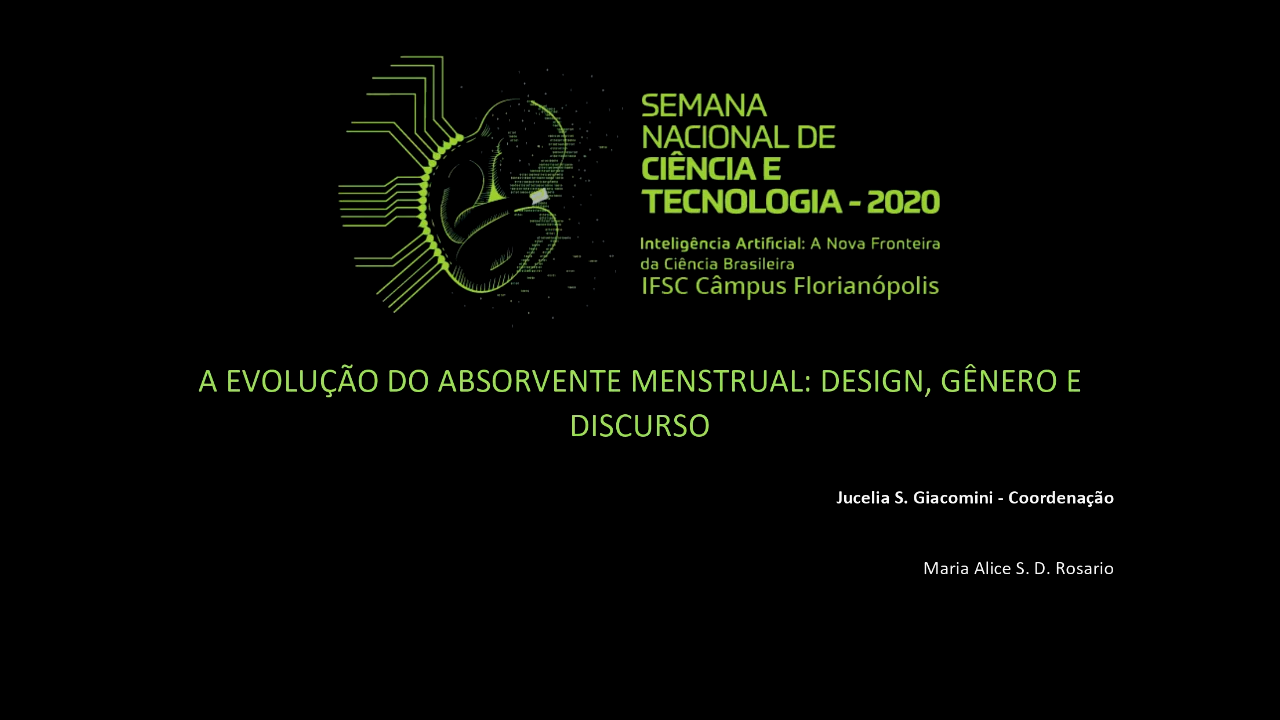 SEMANA
NACIONAL DE
CIÊNCIA E
TECNOLOGIA - 2020
Inteligência Artificial: A Nova Fronteira
da Ciência Brasileira
IFSC Câmpus Florianópolis
A EVOLUÇÃO DO ABSORVENTE MENSTRUAL: DESIGN, GÊNERO E
DISCURSO
Jucelia S. Giacomini - Coordenação
Maria Alice S. D. Rosario